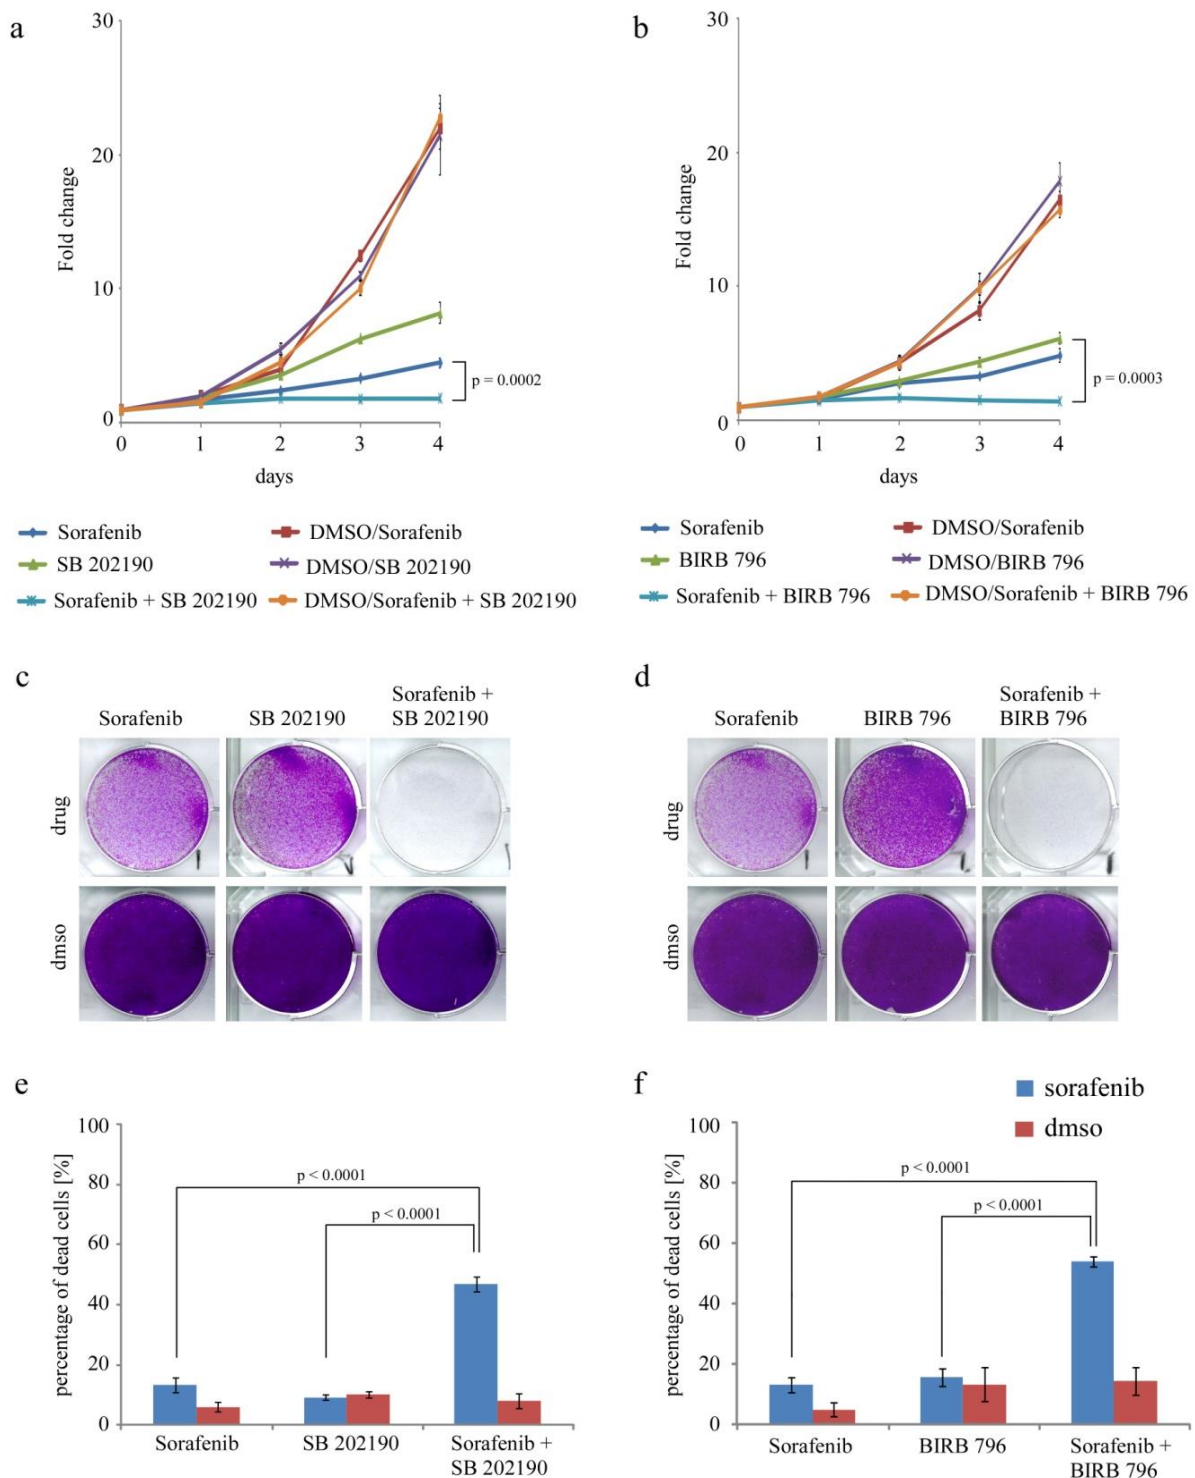 a
30
20
10
0
Fold change
0 1 2 3 4
days
p = 0.0002
Sorafenib
DMSO/Sorafenib
SB 202190
DMSO/SB 202190
Sorafenib + SB 202190
DMSO/Sorafenib + SB 202190
b
30
20
10
0
Fold change
0 1 2 3 4
days
p = 0.0003
Sorafenib
DMSO/Sorafenib
BIRB 796
DMSO/BIRB 796
Sorafenib + BIRB 796
DMSO/Sorafenib + BIRB 796
c
Sorafenib
SB 202190
Sorafenib +
SB 202190
drug
dmso
d
Sorafenib
BIRB 796
Sorafenib +
BIRB 796
drug
dmso
e
100
80
60
40
20
0
percentage of dead cells [%]
p < 0.0001
p < 0.0001
Sorafenib
SB 202190
Sorafenib +
SB 202190
f
sorafenib
dmso
100
80
60
40
20
0
percentage of dead cells [%]
p < 0.0001
p < 0.0001
Sorafenib
BIRB 796
Sorafenib +
BIRB 796